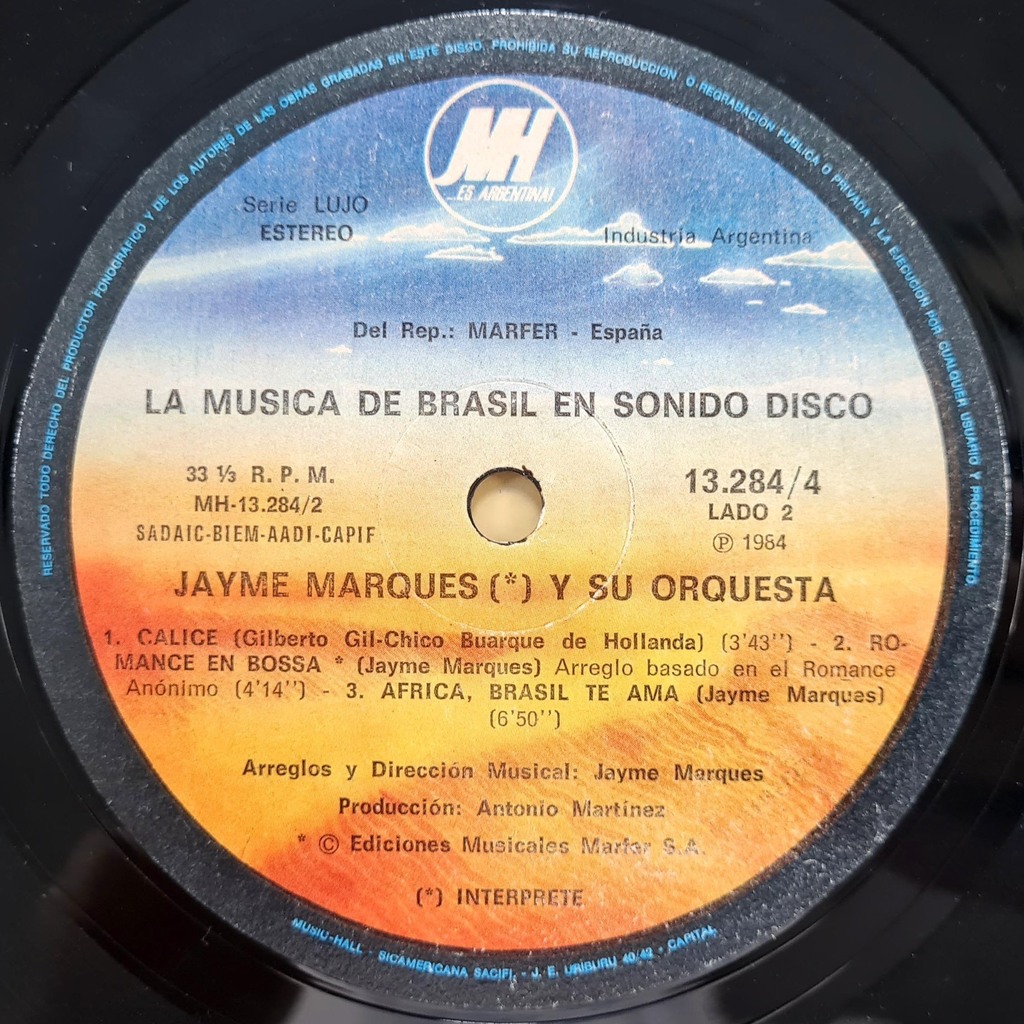 RESERVADO TODO DERECHO DEL PRODUCTOR FONOGRAFICO Y DE LOS AUTORES DE LAS OBRAS GRABADAS EN ESTE DISCO. PROHIBIDA SU REPRODUCCION O REGRABACION PUBLICA O PRIVADA Y LA EJECUCION POR CUALQUIER USUARIO Y PROCEDIMIENTO
MH
...ES ARGENTINA!
Serie LUJO
ESTEREO
Industria Argentina
Del Rep.: MARFER - España
LA MUSICA DE BRASIL EN SONIDO DISCO
33 ⅓ R. P. M.
MH-13.284/2
SADAIC-BIEM-AADI-CAPIF
13.284/4
LADO 2
℗ 1984
JAYME MARQUES (*) Y SU ORQUESTA
1. CALICE (Gilberto Gil-Chico Buarque de Hollanda) (3'43'') - 2. RO-
MANCE EN BOSSA * (Jayme Marques) Arreglo basado en el Romance
Anónimo (4'14'') - 3. AFRICA, BRASIL TE AMA (Jayme Marques)
(6'50'')
Arreglos y Dirección Musical: Jayme Marques
Producción: Antonio Martínez
* © Ediciones Musicales Marfer S.A.
(*) INTERPRETE
MUSIC-HALL - SICAMERICANA SACIFI. - J. E. URIBURU 40/42 - CAPITAL